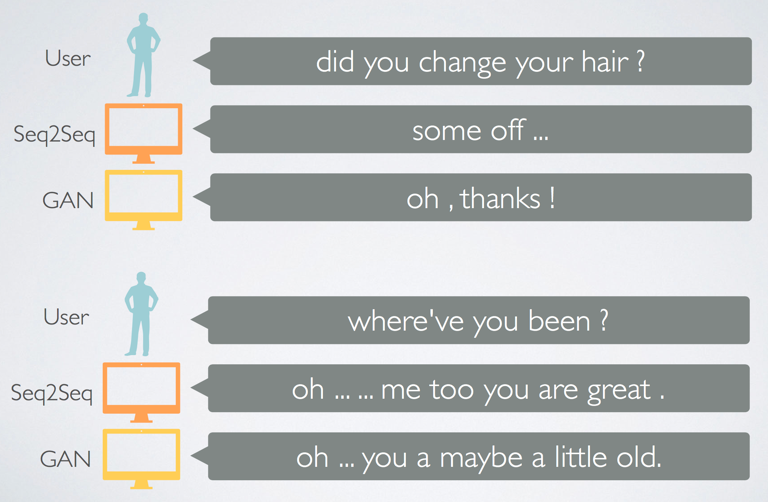 User
did you change your hair ?
Seq2Seq
some off ...
GAN
oh , thanks !
User
where've you been ?
Seq2Seq
oh ... ... me too you are great .
GAN
oh ... you a maybe a little old.